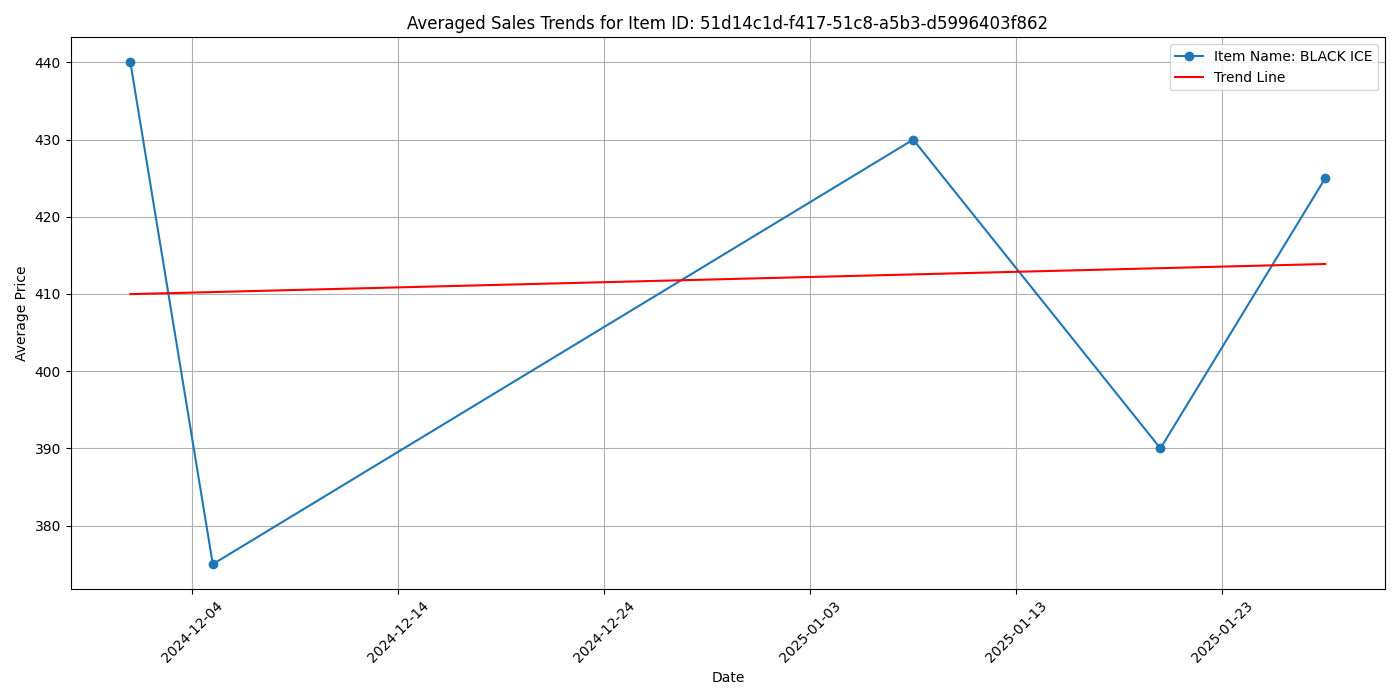 Averaged Sales Trends for Item ID: 51d14c1d-f417-51c8-a5b3-d5996403f862
Item Name: BLACK ICE
Trend Line
Average Price
440
430
420
410
400
390
380
2024-12-04
2024-12-14
2024-12-24
2025-01-03
2025-01-13
2025-01-23
Date